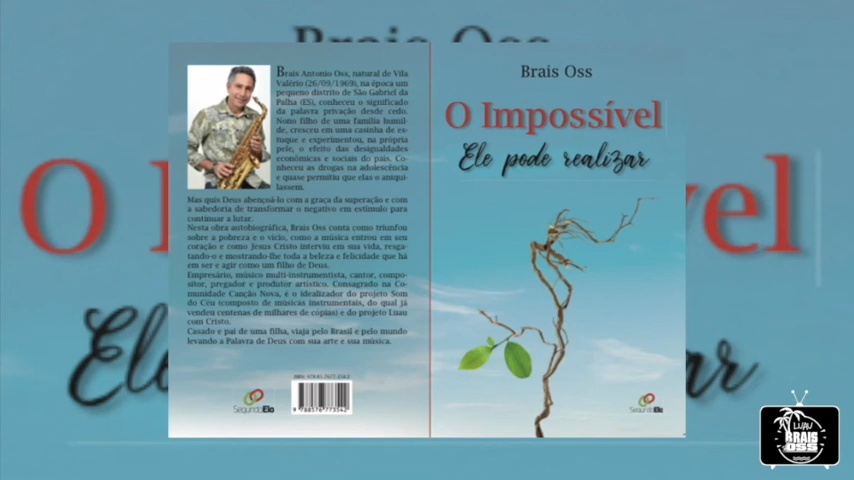 Brais Oss
Brais Antonio Oss, natural de Vila
Valério (26/09/1969), na época um
pequeno distrito de São Gabriel da
Palha (ES), conheceu o significado
da palavra privação desde cedo.
Nono filho de uma família humil-
de, cresceu em uma casinha de es-
tuque e experimentou, na própria
pele, o efeito das desigualdades
econômicas e sociais do país. Co-
nheceu as drogas na adolescência
e quase permitiu que elas o aniqui-
lassem.
Mas quis Deus abençoá-lo com a graça da superação e com
a sabedoria de transformar o negativo em estímulo para
continuar a lutar.
Nesta obra autobiográfica, Brais Oss conta como triunfou
sobre a pobreza e o vício, como a música entrou em seu
coração e como Jesus Cristo interviu em sua vida, resga-
tando-o e mostrando-lhe toda a beleza e felicidade que há
em ser e agir como um filho de Deus.
Empresário, músico multi-instrumentista, cantor, compo-
sitor, pregador e produtor artístico. Consagrado na Co-
munidade Canção Nova, é o idealizador do projeto Som
do Céu (composto de músicas instrumentais, do qual já
vendeu centenas de milhares de cópias) e do projeto Luau
com Cristo.
Casado e pai de uma filha, viaja pelo Brasil e pelo mundo
levando a Palavra de Deus com sua arte e sua música.
SegundoElo
9 788576 773542
Brais Oss
O Impossível
Ele pode realizar
SegundoElo
O
vel
Ele
ar
LUAU
BRAIS
OSS